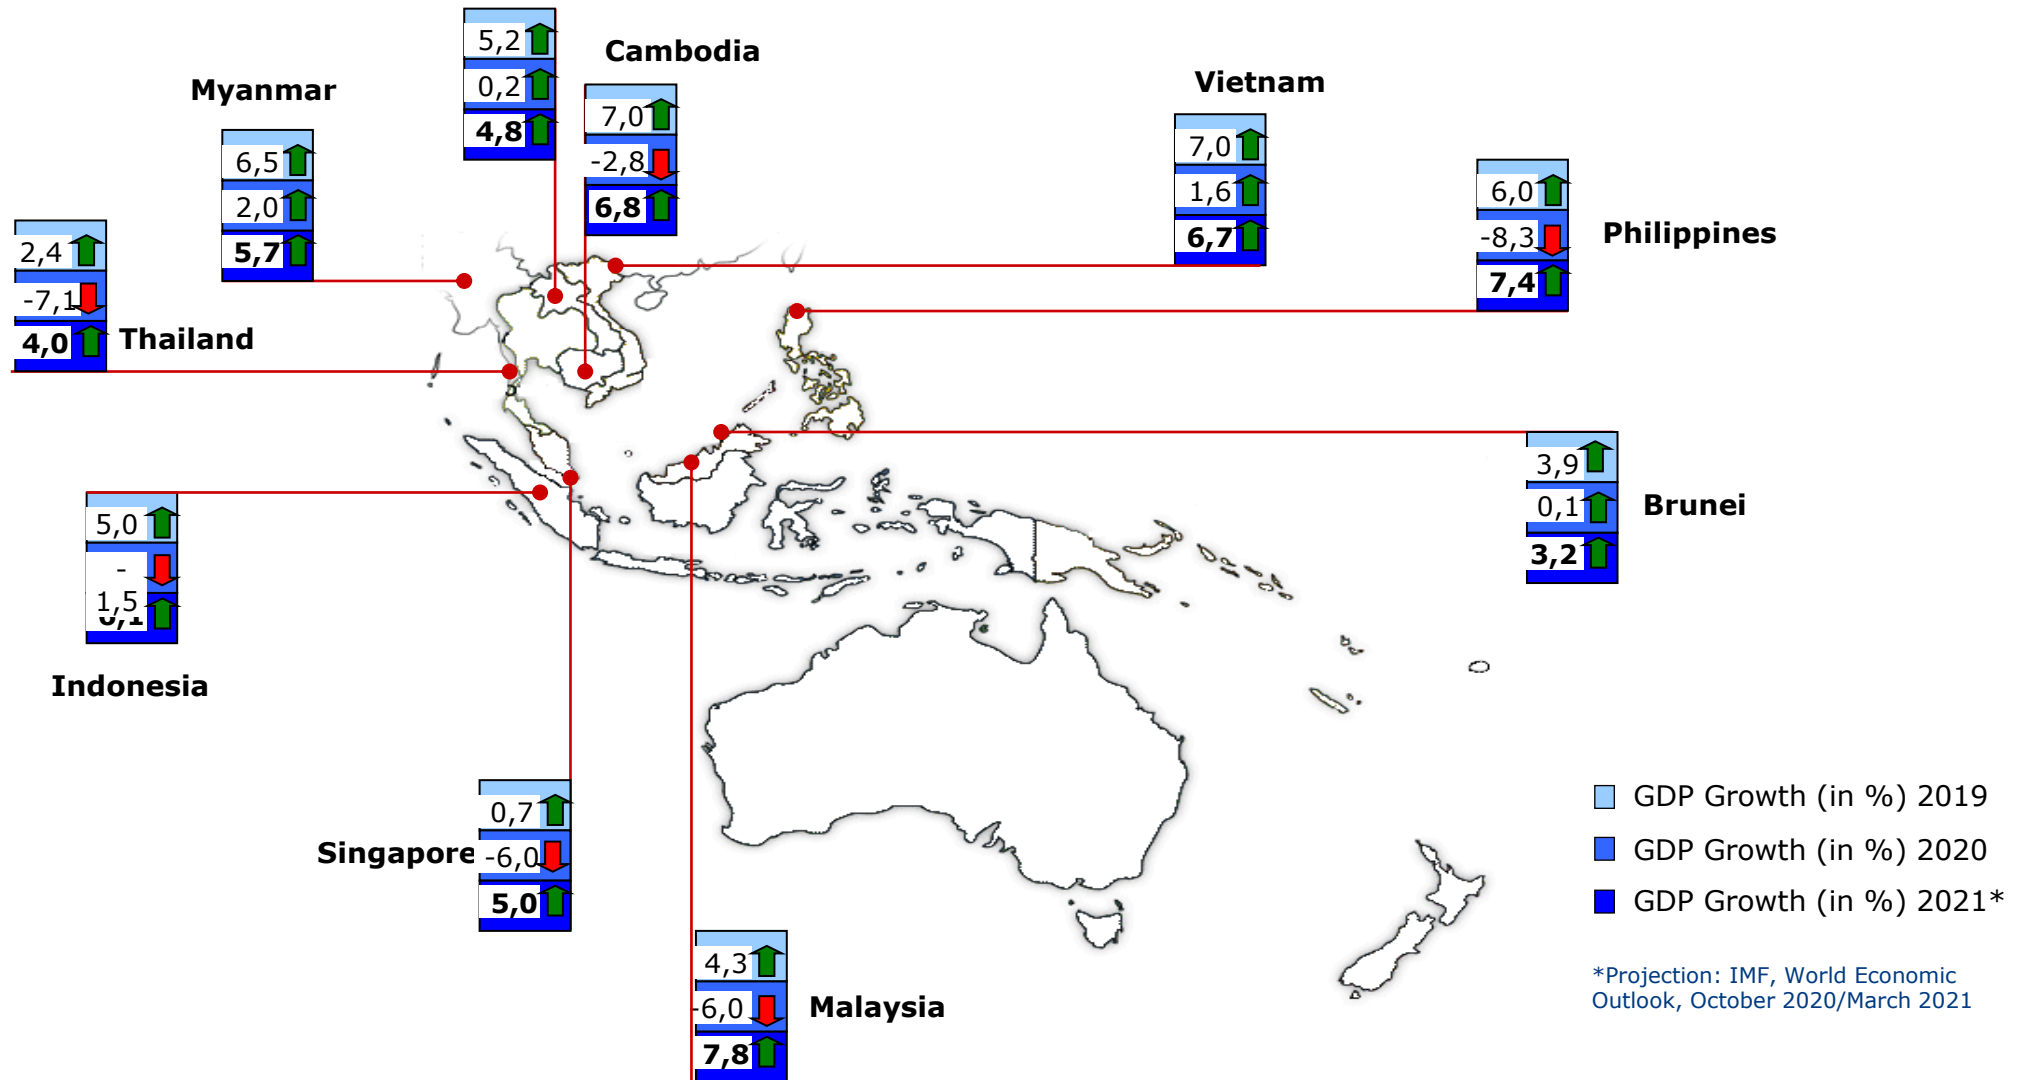 5,2
0,2
4,8
Cambodia
7,0
-2,8
6,8
Myanmar
6,5
2,0
5,7
Vietnam
7,0
1,6
6,7
6,0
-8,3
7,4
Philippines
2,4
-7,1
4,0
Thailand
3,9
0,1
3,2
Brunei
5,0
-
1,5
Indonesia
0,7
-6,0
5,0
Singapore
4,3
-6,0
7,8
Malaysia
GDP Growth (in %) 2019
GDP Growth (in %) 2020
GDP Growth (in %) 2021*
*Projection: IMF, World Economic
Outlook, October 2020/March 2021